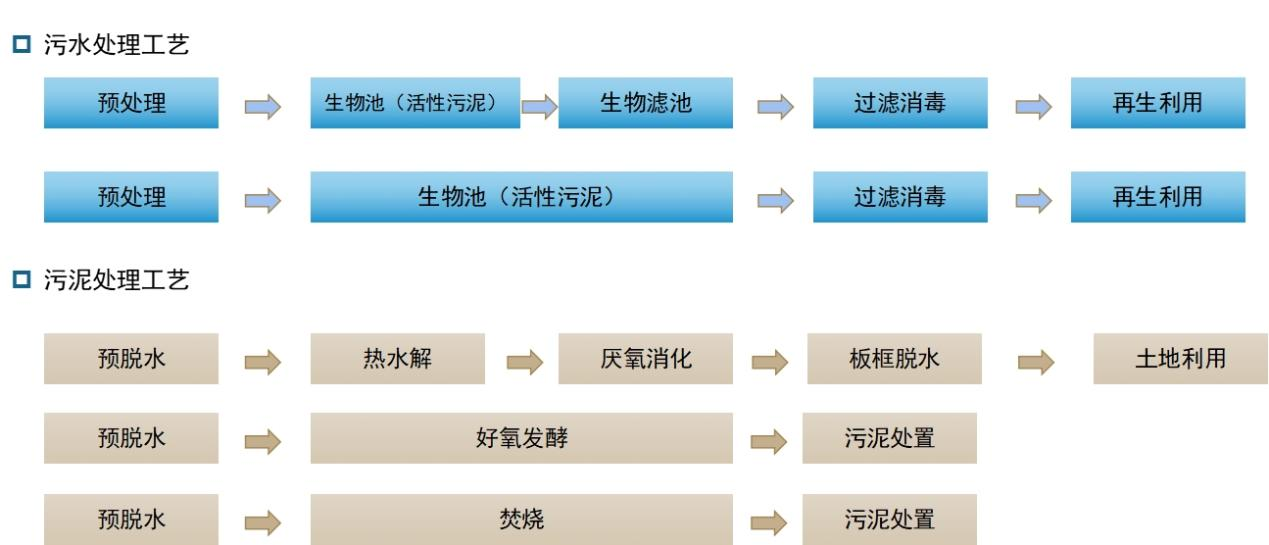 污水处理工艺
预处理 生物池（活性污泥） 生物滤池 过滤消毒 再生利用
预处理 生物池（活性污泥） 过滤消毒 再生利用
污泥处理工艺
预脱水 热水解 厌氧消化 板框脱水 土地利用
预脱水 好氧发酵 污泥处置
预脱水 焚烧 污泥处置